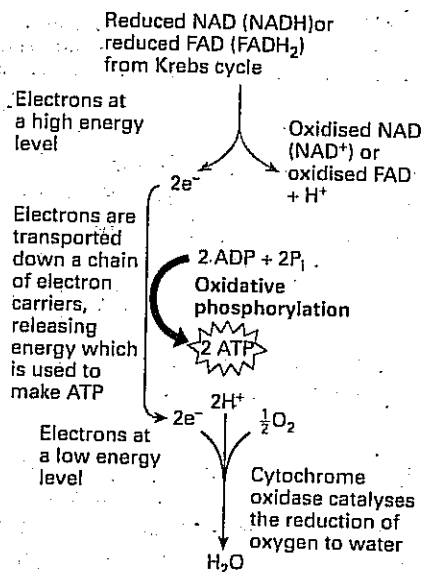 Reduced NAD (NADH)or
reduced FAD (FADH₂)
from Krebs cycle
Electrons at
a high energy
level
Oxidised NAD
(NAD⁺) or
oxidised FAD
+ H⁺
2e⁻
Electrons are
transported
down a chain
of electron
carriers,
releasing
energy which
is used to
make ATP
2 ADP + 2Pᵢ
Oxidative
phosphorylation
2 ATP
2e⁻
2H⁺
½O₂
Electrons at
a low energy
level
Cytochrome
oxidase catalyses
the reduction of
oxygen to water
H₂O